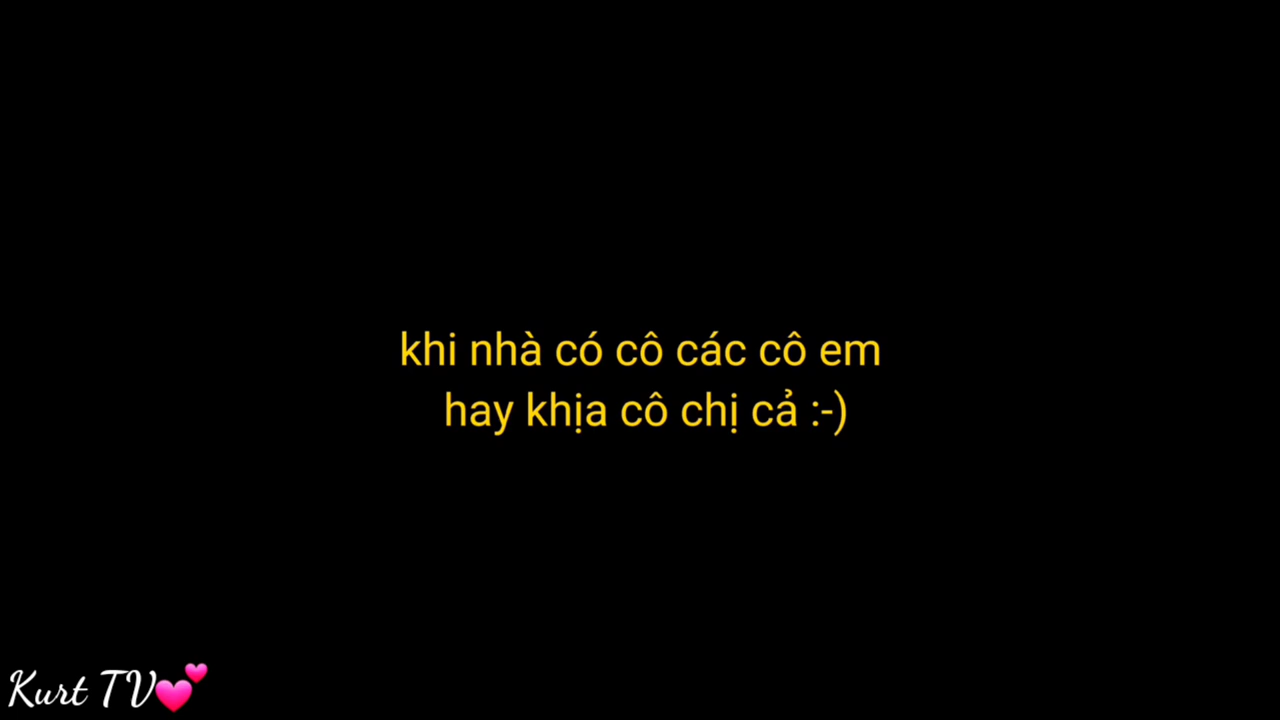 khi nhà có cô các cô em
hay khịa cô chị cả :-)
Kurt TV💕